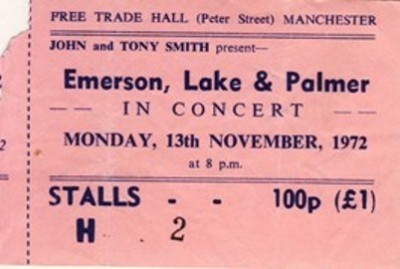 FREE TRADE HALL (Peter Street) MANCHESTER
JOHN and TONY SMITH present—
Emerson, Lake & Palmer
— — IN CONCERT — —
MONDAY, 13th NOVEMBER, 1972
at 8 p.m.
STALLS - - 100p (£1)
H 2
2